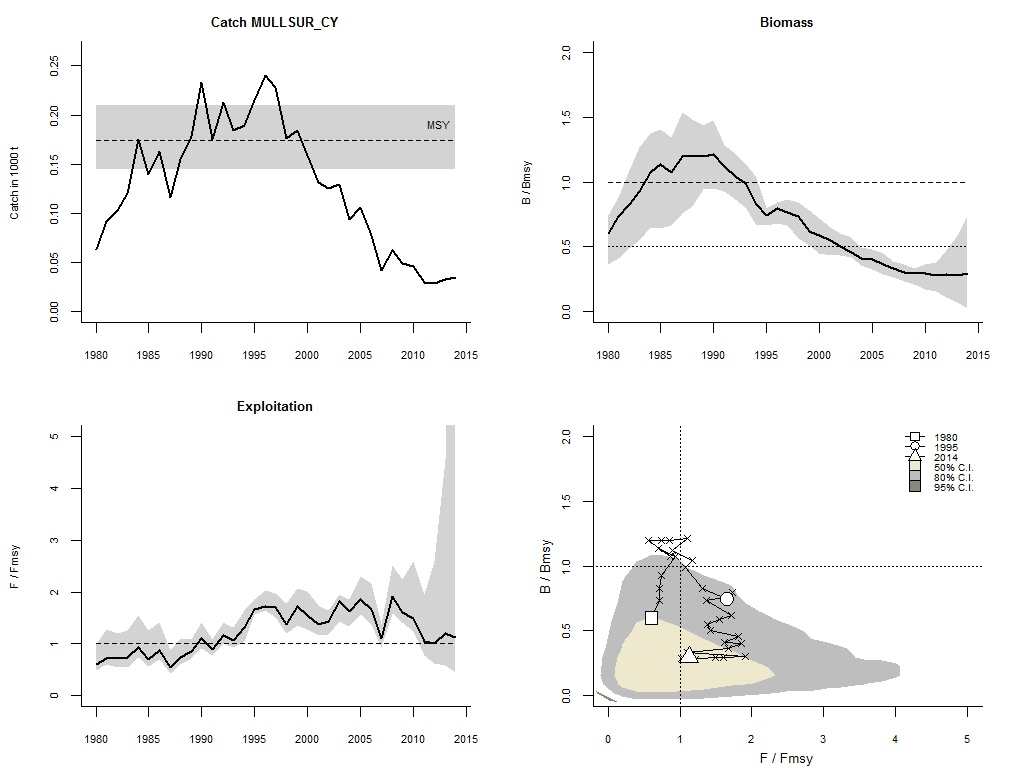 Catch MULLSUR_CY
Catch in 1000 t
0.00 0.05 0.10 0.15 0.20 0.25
MSY
1980 1985 1990 1995 2000 2005 2010 2015
Biomass
B / Bmsy
0.0 0.5 1.0 1.5 2.0
1980 1985 1990 1995 2000 2005 2010 2015
Exploitation
F / Fmsy
0 1 2 3 4 5
1980 1985 1990 1995 2000 2005 2010 2015
B / Bmsy
0.0 0.5 1.0 1.5 2.0
1980
1995
2014
50% C.I.
80% C.I.
95% C.I.
0 1 2 3 4 5
F / Fmsy